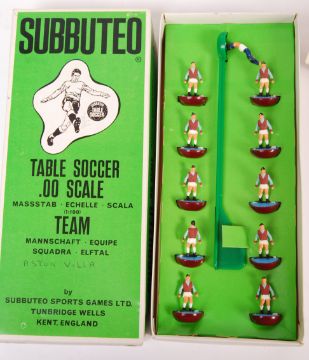 SUBBUTEO
®
TABLE SOCCER
.00 SCALE
MASSSTAB · ECHELLE · SCALA
(1:100)
TEAM
MANNSCHAFT · EQUIPE
SQUADRA · ELFTAL
ASTON VILLA
by
SUBBUTEO SPORTS GAMES LTD.
TUNBRIDGE WELLS
KENT. ENGLAND